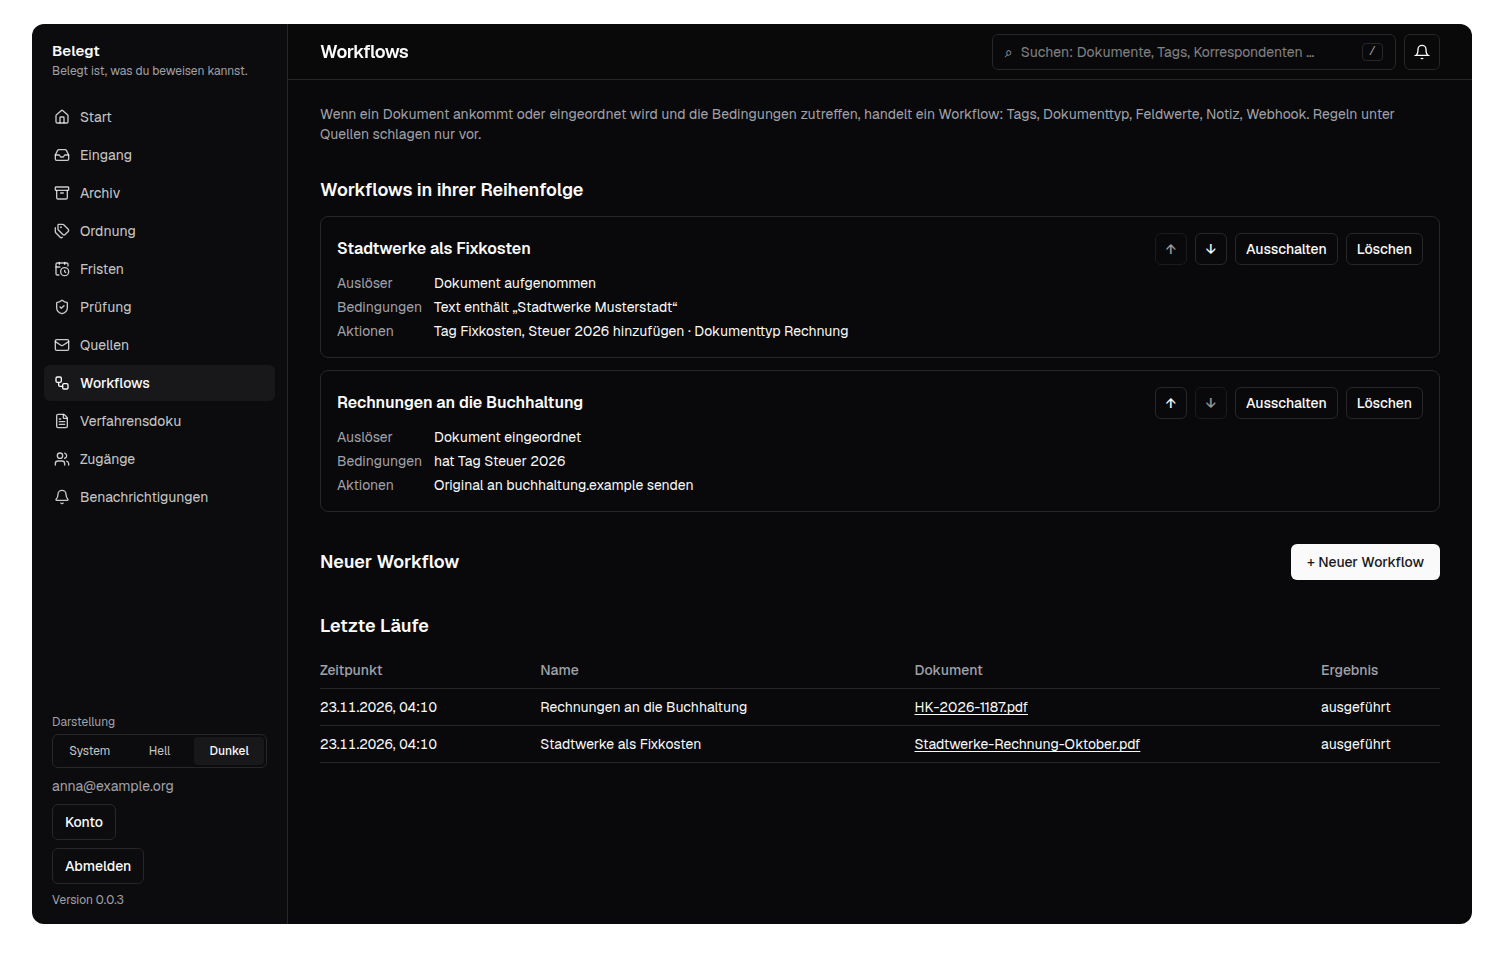 Belegt
Belegt ist, was du beweisen kannst.
Start
Eingang
Archiv
Ordnung
Fristen
Prüfung
Quellen
Workflows
Verfahrensdoku
Zugänge
Benachrichtigungen
Darstellung
System Hell Dunkel
anna@example.org
Konto
Abmelden
Version 0.0.3
Workflows
Suchen: Dokumente, Tags, Korrespondenten … /
Wenn ein Dokument ankommt oder eingeordnet wird und die Bedingungen zutreffen, handelt ein Workflow: Tags, Dokumenttyp, Feldwerte, Notiz, Webhook. Regeln unter
Quellen schlagen nur vor.
Workflows in ihrer Reihenfolge
Stadtwerke als Fixkosten ↑ ↓ Ausschalten Löschen
Auslöser Dokument aufgenommen
Bedingungen Text enthält „Stadtwerke Musterstadt“
Aktionen Tag Fixkosten, Steuer 2026 hinzufügen · Dokumenttyp Rechnung
Rechnungen an die Buchhaltung ↑ ↓ Ausschalten Löschen
Auslöser Dokument eingeordnet
Bedingungen hat Tag Steuer 2026
Aktionen Original an buchhaltung.example senden
Neuer Workflow + Neuer Workflow
Letzte Läufe
Zeitpunkt Name Dokument Ergebnis
23.11.2026, 04:10 Rechnungen an die Buchhaltung HK-2026-1187.pdf ausgeführt
23.11.2026, 04:10 Stadtwerke als Fixkosten Stadtwerke-Rechnung-Oktober.pdf ausgeführt